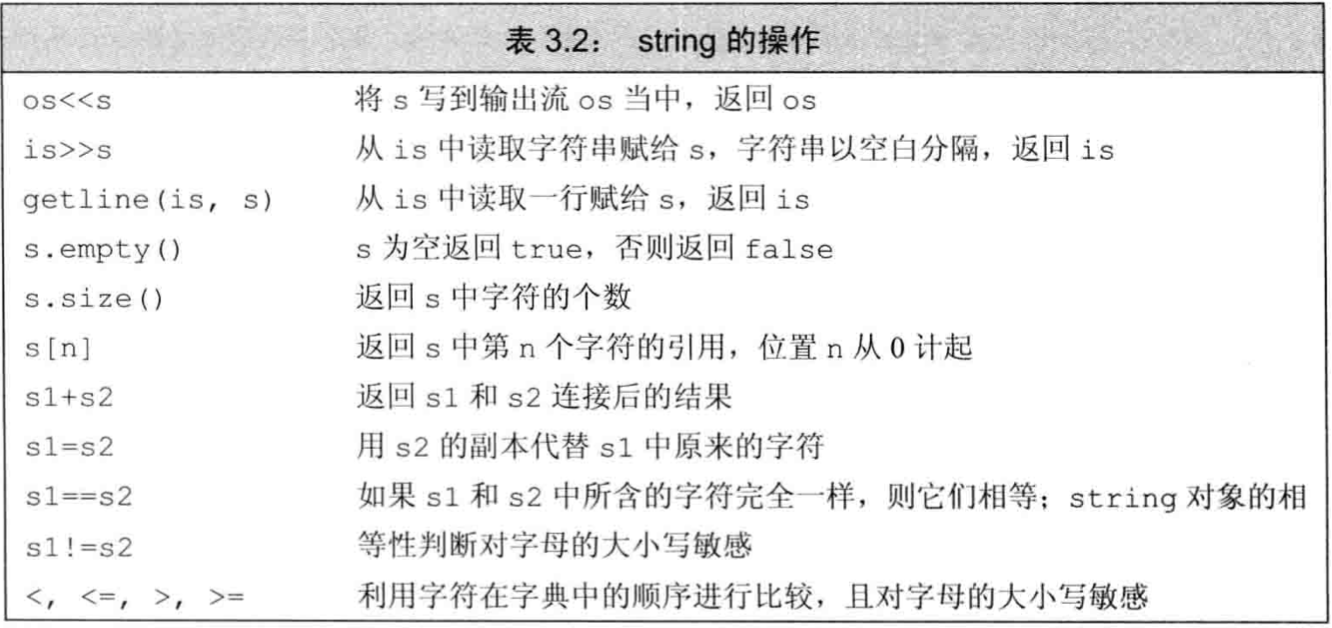 表 3.2： string 的操作
os<<s 将 s 写到输出流 os 当中，返回 os
is>>s 从 is 中读取字符串赋给 s，字符串以空白分隔，返回 is
getline(is, s) 从 is 中读取一行赋给 s，返回 is
s.empty() s 为空返回 true，否则返回 false
s.size() 返回 s 中字符的个数
s[n] 返回 s 中第 n 个字符的引用，位置 n 从 0 计起
s1+s2 返回 s1 和 s2 连接后的结果
s1=s2 用 s2 的副本代替 s1 中原来的字符
s1==s2 如果 s1 和 s2 中所含的字符完全一样，则它们相等；string 对象的相
s1!=s2 等性判断对字母的大小写敏感
<, <=, >, >= 利用字符在字典中的顺序进行比较，且对字母的大小写敏感